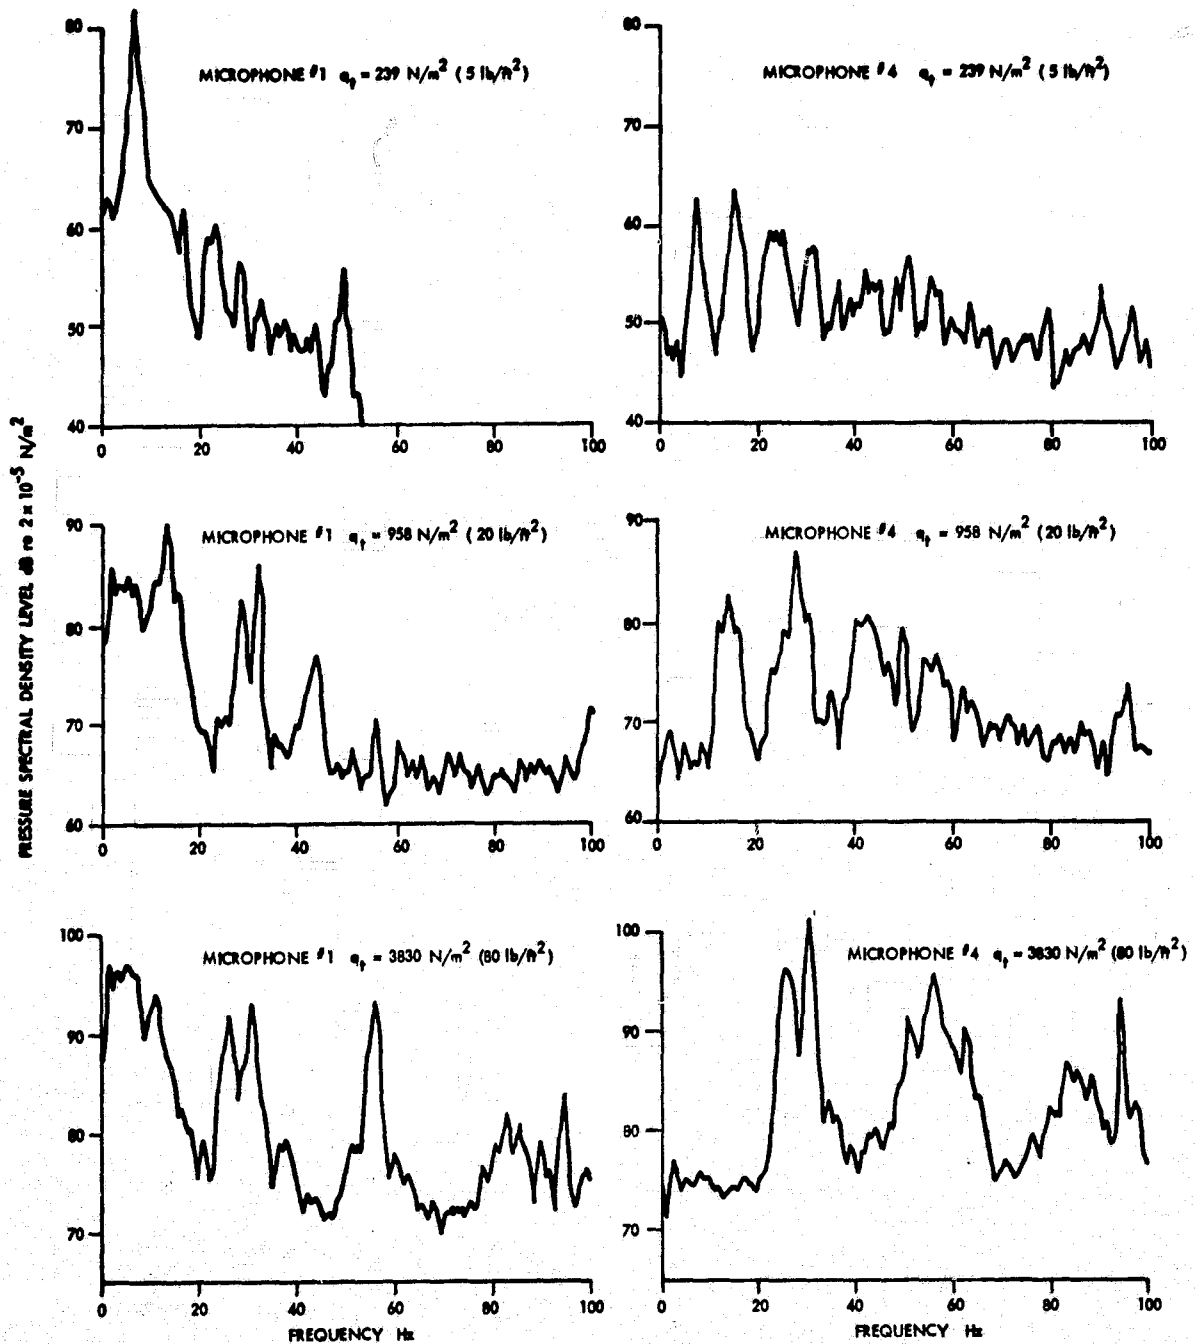 MICROPHONE #1 q_t = 239 N/m² (5 lb/ft²)
80
70
60
50
40
0 20 40 60 80 100
MICROPHONE #4 q_t = 239 N/m² (5 lb/ft²)
80
70
60
50
40
0 20 40 60 80 100
PRESSURE SPECTRAL DENSITY LEVEL dB re 2 x 10⁻⁵ N/m²
MICROPHONE #1 q_t = 958 N/m² (20 lb/ft²)
90
80
70
60
0 20 40 60 80 100
MICROPHONE #4 q_t = 958 N/m² (20 lb/ft²)
90
80
70
60
0 20 40 60 80 100
MICROPHONE #1 q_t = 3830 N/m² (80 lb/ft²)
100
90
80
70
0 20 40 60 80 100
FREQUENCY Hz
MICROPHONE #4 q_t = 3830 N/m² (80 lb/ft²)
100
90
80
70
0 20 40 60 80 100
FREQUENCY Hz